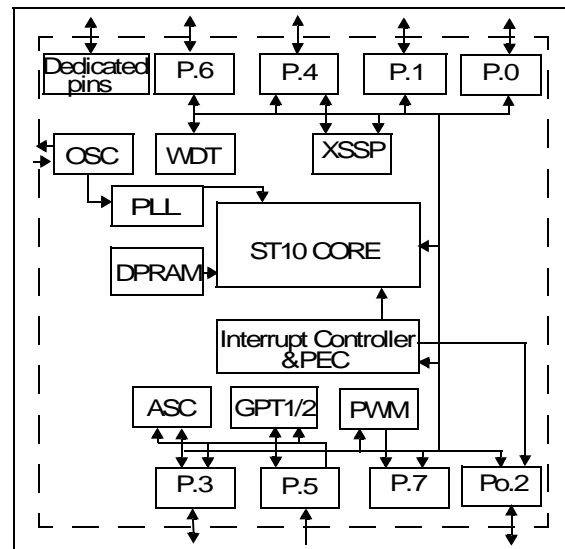 Dedicated
pins
P.6
P.4
P.1
P.0
OSC
WDT
XSSP
PLL
ST10 CORE
DPRAM
Interrupt Controller
&PEC
ASC
GPT1/2
PWM
P.3
P.5
P.7
Po.2